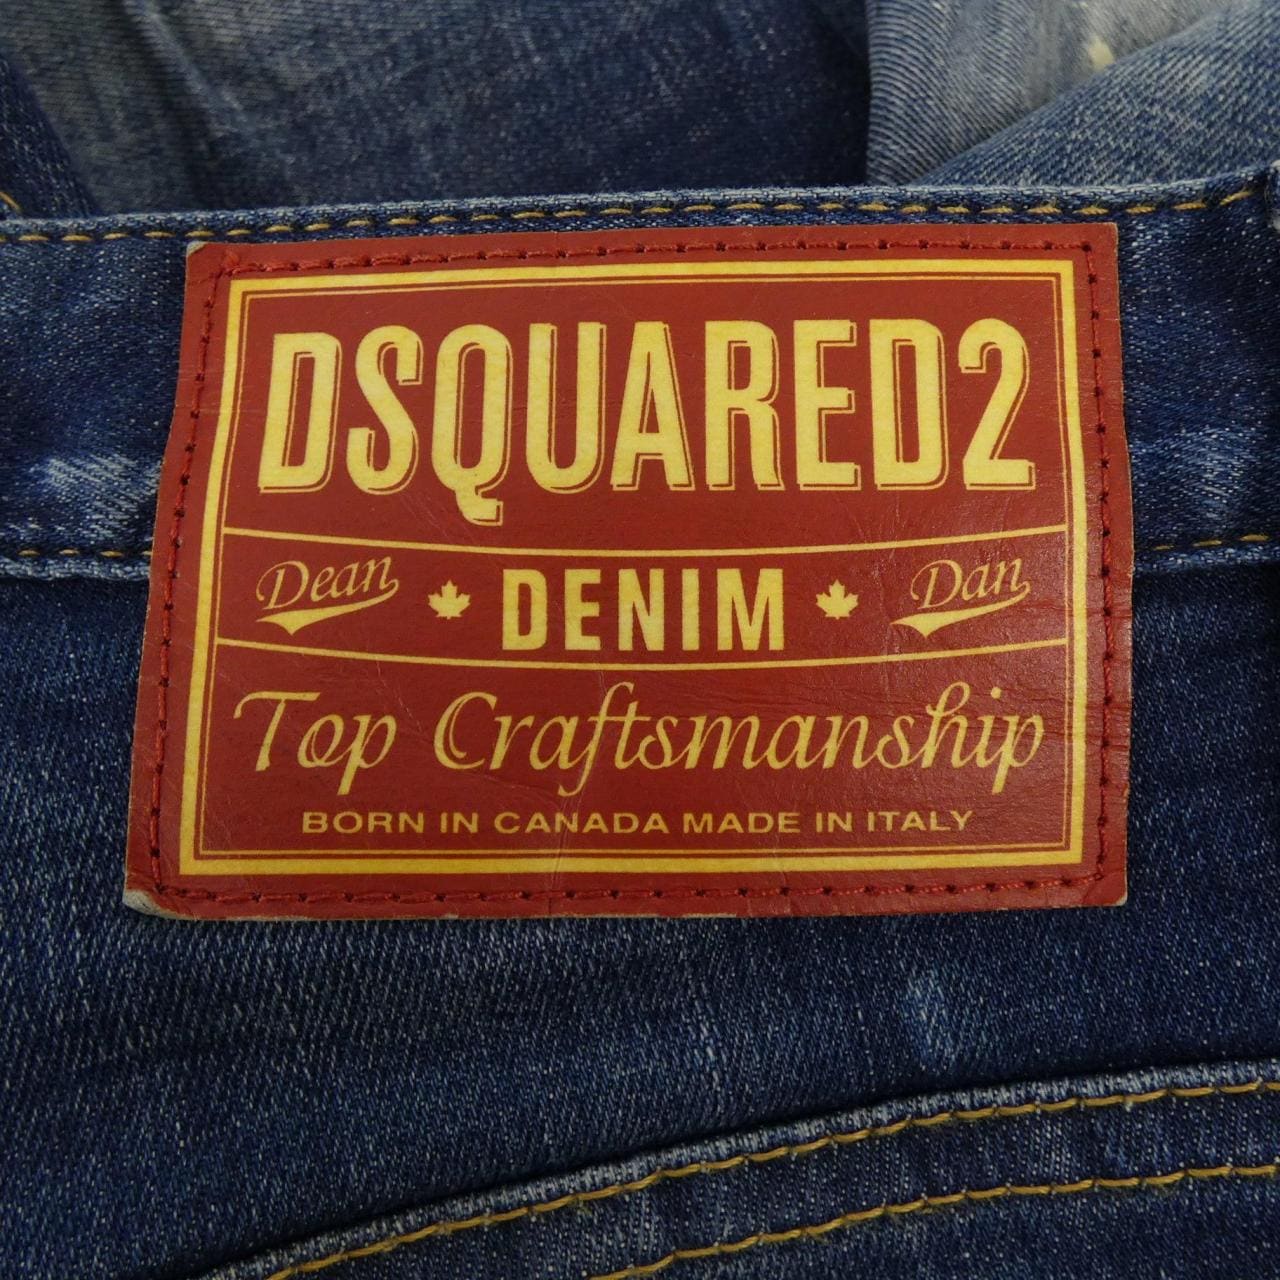 DSQUARED2
Dean DENIM Dan
Top Craftsmanship
BORN IN CANADA MADE IN ITALY